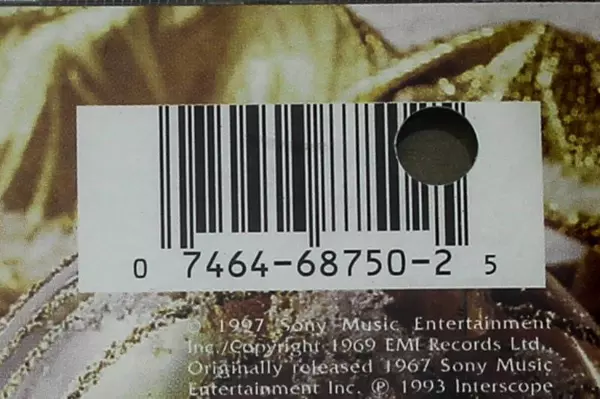 0 7464-68750-2 5
© 1997 Sony Music Entertainment
Inc./Copyright 1969 EMI Records Ltd.,
Originally released 1967 Sony Music
Entertainment Inc. ℗ 1993 Interscope